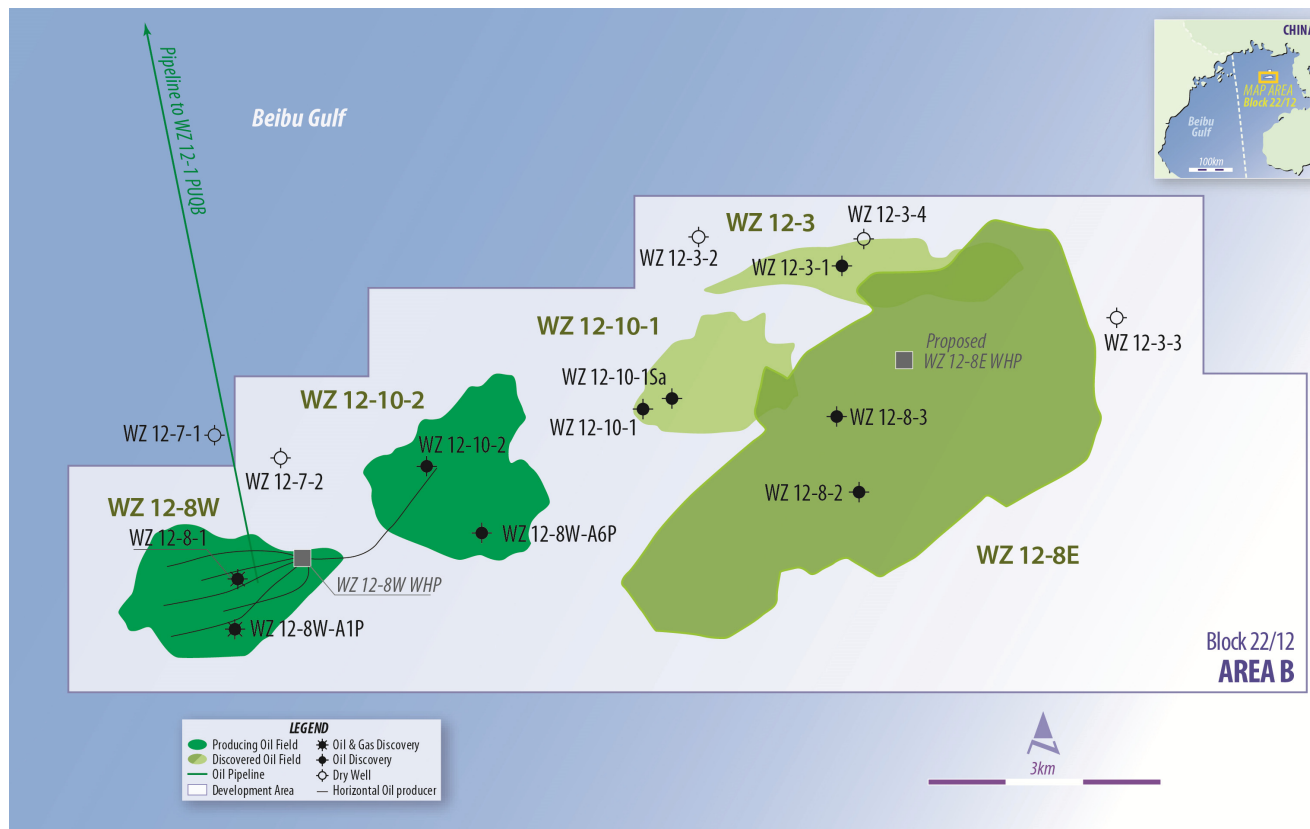 CHINA
MAP AREA
Block 22/12
Beibu
Gulf
100km
Pipeline to WZ 12-1 PUQB
Beibu Gulf
WZ 12-3
WZ 12-3-4
WZ 12-3-2
WZ 12-3-1
WZ 12-10-1
Proposed
WZ 12-8E WHP
WZ 12-3-3
WZ 12-10-1Sa
WZ 12-10-1
WZ 12-10-2
WZ 12-8-3
WZ 12-7-1
WZ 12-10-2
WZ 12-7-2
WZ 12-8-2
WZ 12-8W
WZ 12-8-1
WZ 12-8W-A6P
WZ 12-8E
WZ 12-8W WHP
WZ 12-8W-A1P
Block 22/12
AREA B
LEGEND
Producing Oil Field
Oil & Gas Discovery
Discovered Oil Field
Oil Discovery
Oil Pipeline
Dry Well
Development Area
Horizontal Oil producer
N
3km